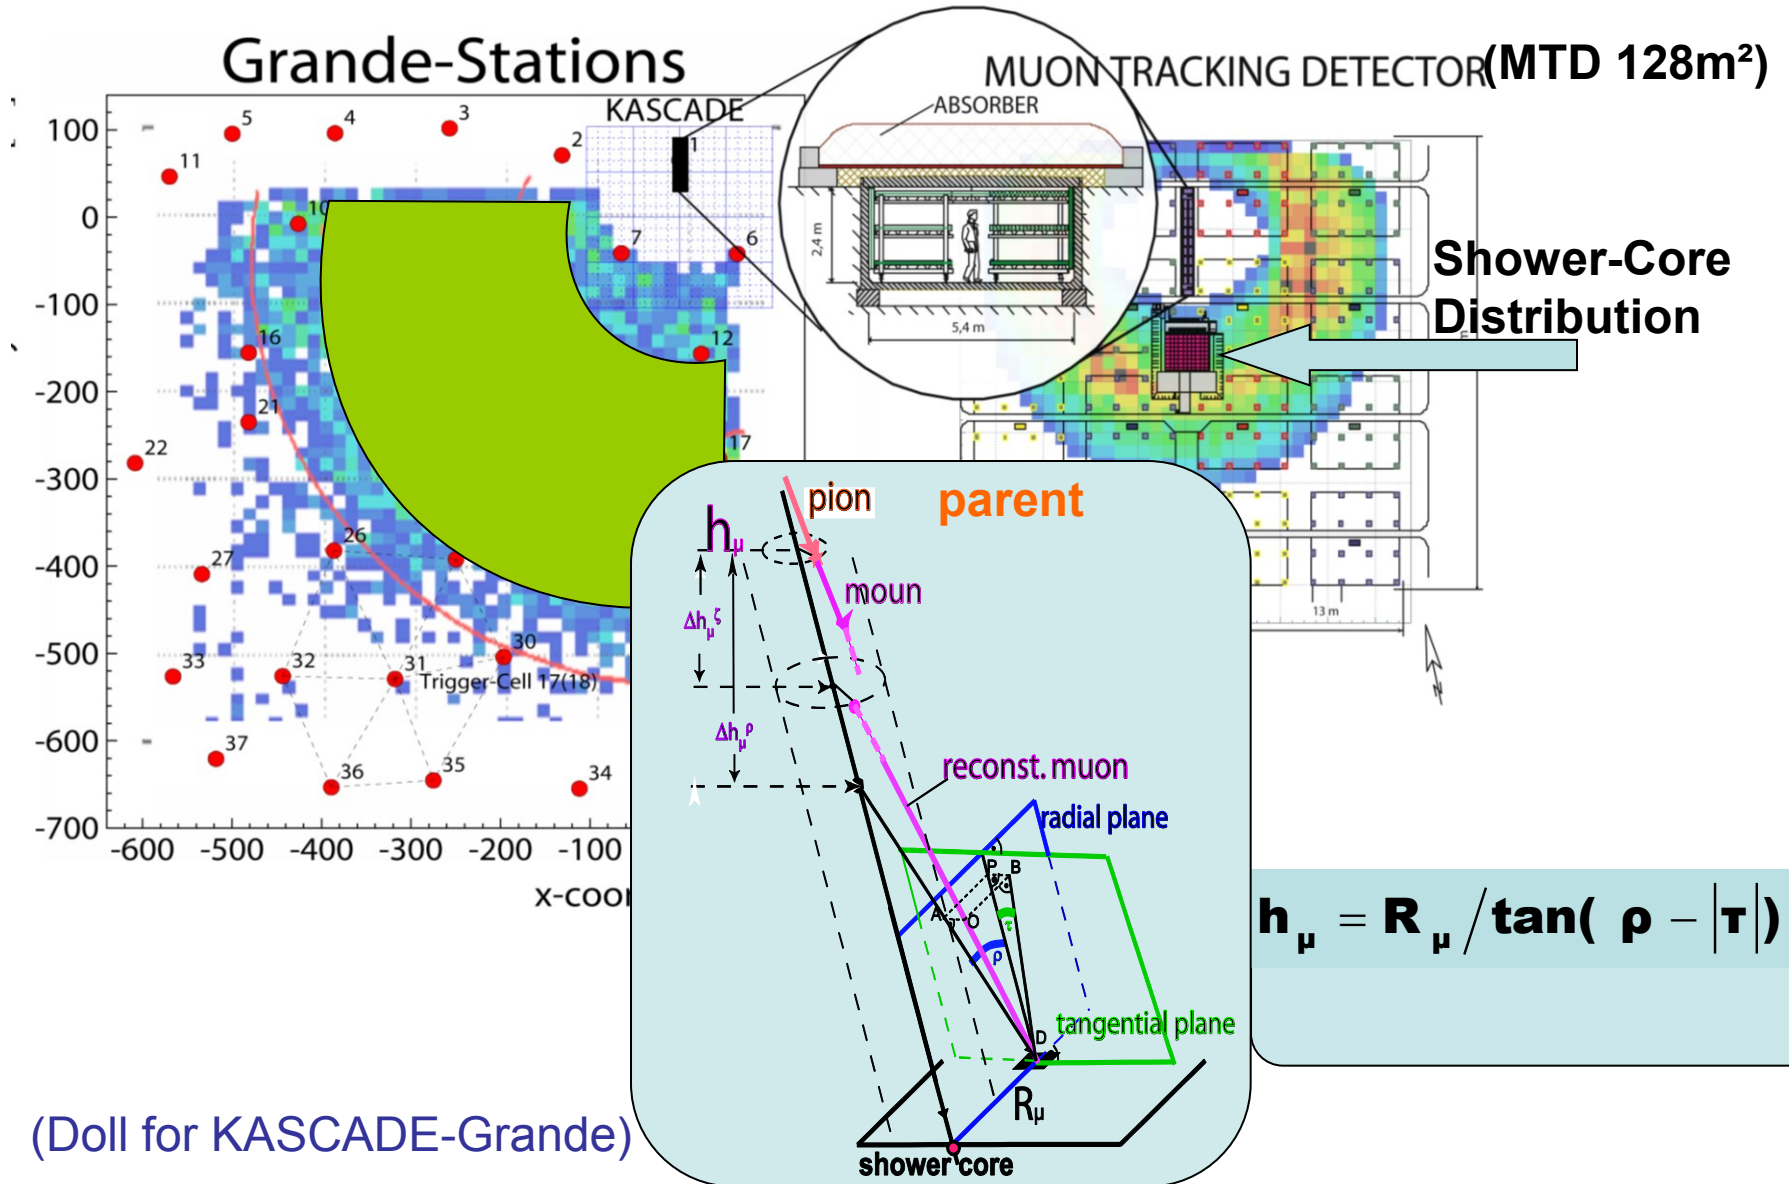 Grande-Stations
MUON TRACKING DETECTOR (MTD 128m²)
KASCADE
ABSORBER
2,4 m
5,4 m
Shower-Core
Distribution
13 m
100
0
-100
-200
-300
-400
-500
-600
-700
-600 -500 -400 -300 -200 -100
x-coor
1
2
3
4
5
6
7
10
11
12
16
17
21
22
26
27
30
31
32
33
34
35
36
37
Trigger-Cell 17(18)
parent
pion
hμ
moun
Δhμ^ζ
Δhμ^ρ
reconst. muon
radial plane
P B
A O
τ
ρ
D
tangential plane
Rμ
shower core
h μ = R μ / tan( ρ − |τ|)
(Doll for KASCADE-Grande)